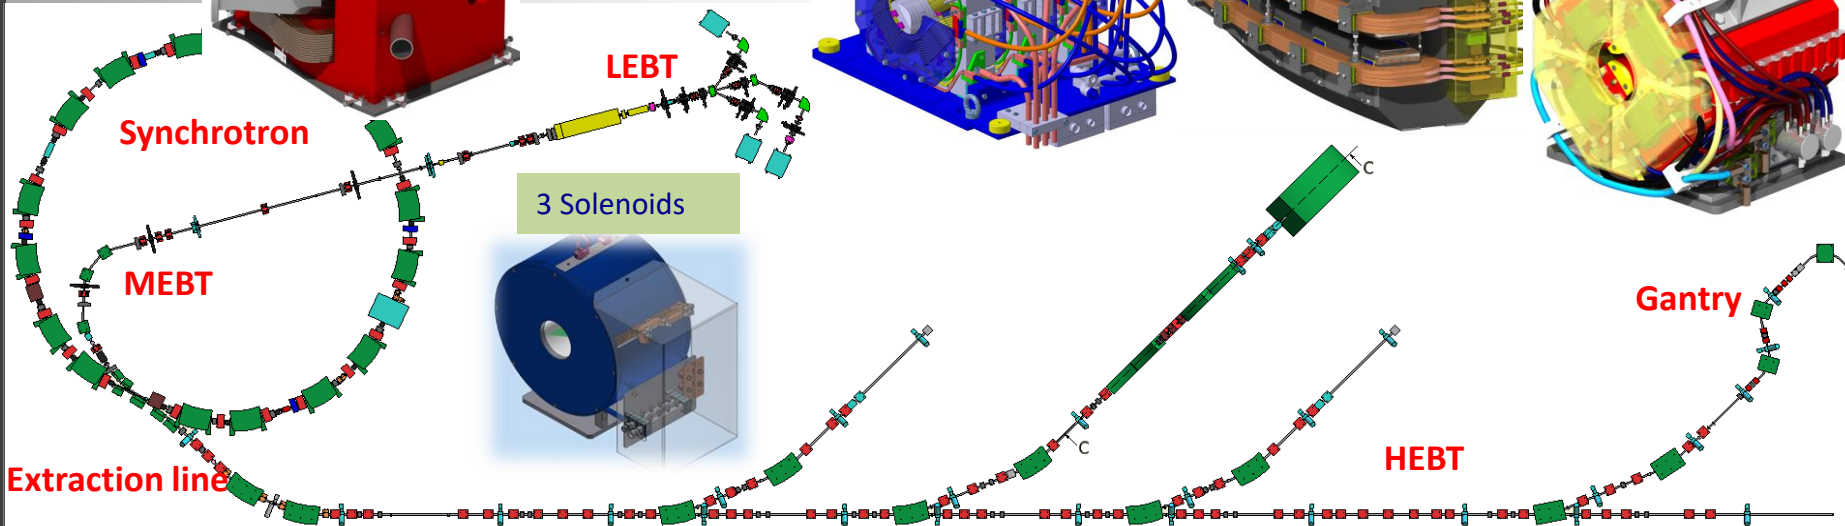 LEBT
Synchrotron
C
3 Solenoids
MEBT
Gantry
C
HEBT
Extraction line